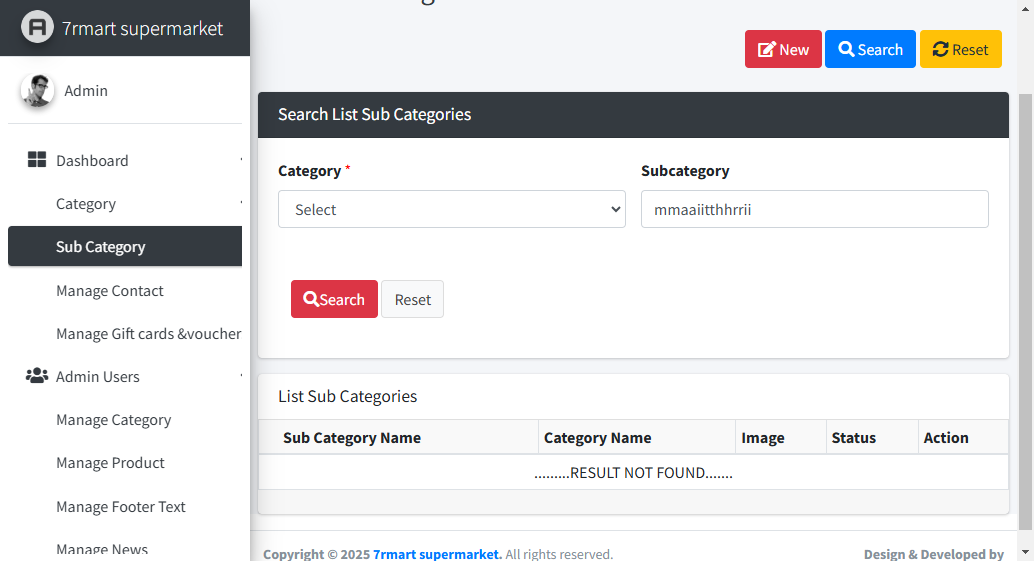 7rmart supermarket
Admin
Dashboard
Category
Sub Category
Manage Contact
Manage Gift cards &voucher
Admin Users
Manage Category
Manage Product
Manage Footer Text
Manage News
New Search Reset
Search List Sub Categories
Category * Subcategory
Select mmaaiitthhrrii
Search Reset
List Sub Categories
Sub Category Name Category Name Image Status Action
.........RESULT NOT FOUND.......
Copyright © 2025 7rmart supermarket. All rights reserved. Design & Developed by